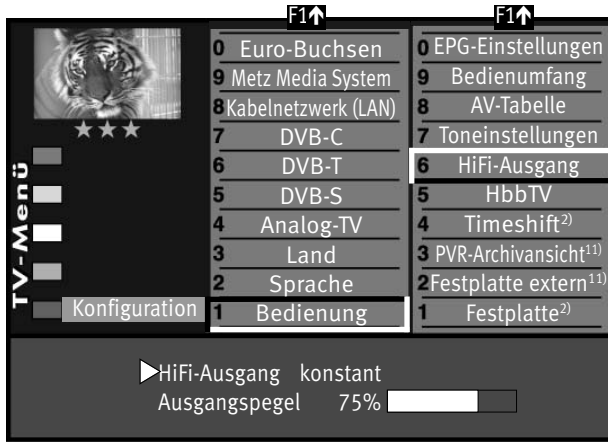 F1↑ F1↑
0 Euro-Buchsen
9 Metz Media System
8 Kabelnetzwerk (LAN)
7 DVB-C
6 DVB-T
5 DVB-S
4 Analog-TV
3 Land
2 Sprache
1 Bedienung
0 EPG-Einstellungen
9 Bedienumfang
8 AV-Tabelle
7 Toneinstellungen
6 HiFi-Ausgang
5 HbbTV
4 Timeshift2)
3 PVR-Archivansicht11)
2 Festplatte extern11)
1 Festplatte2)
TV-Menü
Konfiguration
HiFi-Ausgang konstant
Ausgangspegel 75%